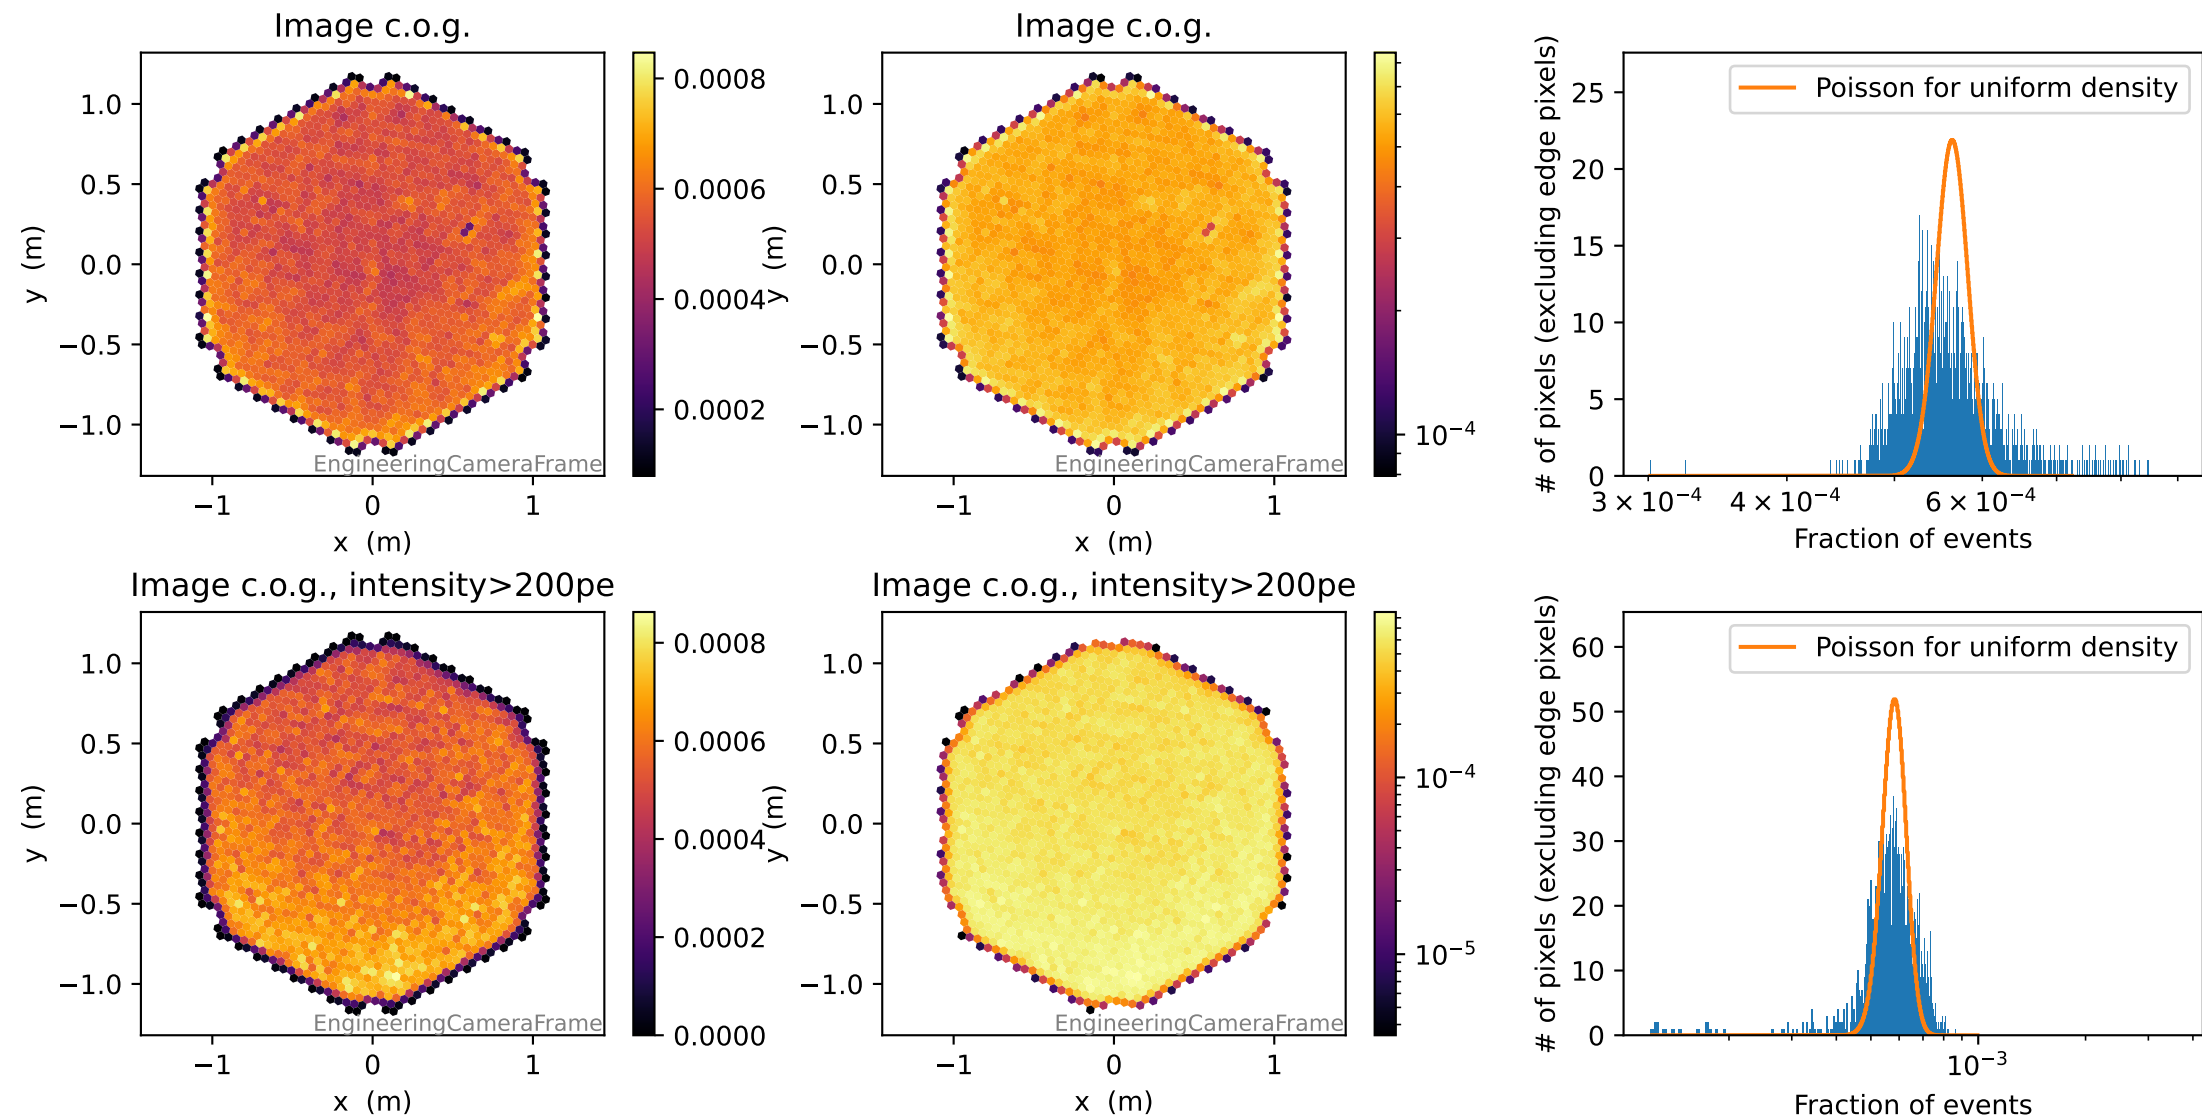 Image c.o.g.
y (m)
1.0
0.5
0.0
−0.5
−1.0
−1
0
1
x (m)
EngineeringCameraFrame
0.0008
0.0006
0.0004
0.0002
Image c.o.g.
y (m)
1.0
0.5
0.0
−0.5
−1.0
−1
0
1
x (m)
EngineeringCameraFrame
10⁻⁴
# of pixels (excluding edge pixels)
25
20
15
10
5
0
Poisson for uniform density
3 × 10⁻⁴
4 × 10⁻⁴
6 × 10⁻⁴
Fraction of events
Image c.o.g., intensity>200pe
y (m)
1.0
0.5
0.0
−0.5
−1.0
−1
0
1
x (m)
EngineeringCameraFrame
0.0008
0.0006
0.0004
0.0002
0.0000
Image c.o.g., intensity>200pe
y (m)
1.0
0.5
0.0
−0.5
−1.0
−1
0
1
x (m)
EngineeringCameraFrame
10⁻⁴
10⁻⁵
# of pixels (excluding edge pixels)
60
50
40
30
20
10
0
Poisson for uniform density
10⁻³
Fraction of events